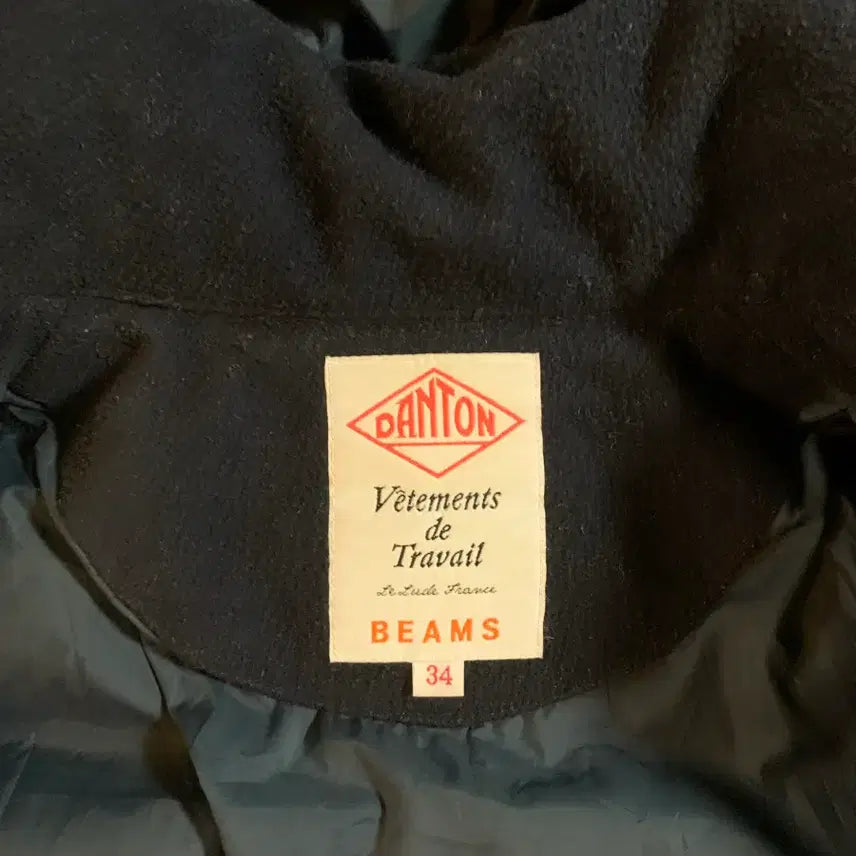 DANTON
Vêtements
de
Travail
Le Lude France
BEAMS
34